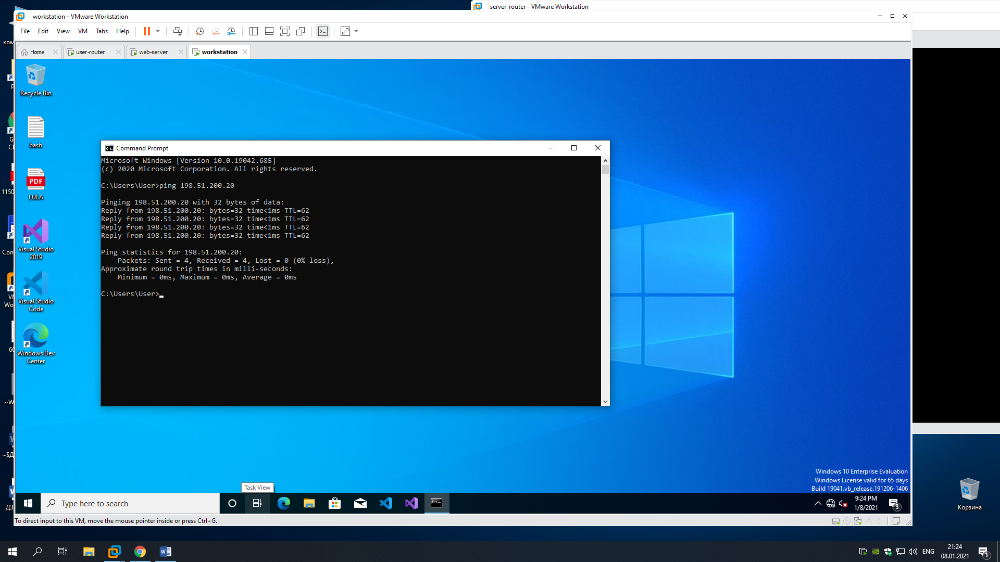 server-router - VMware Workstation
workstation - VMware Workstation
File Edit View VM Tabs Help
Home
user-router
web-server
workstation
Recycle Bin
bash
PDF
EULA
Visual Studio
2019
Visual Studio
Code
Windows Dev
Center
Command Prompt
Microsoft Windows [Version 10.0.19042.685]
(c) 2020 Microsoft Corporation. All rights reserved.
C:\Users\User>ping 198.51.200.20
Pinging 198.51.200.20 with 32 bytes of data:
Reply from 198.51.200.20: bytes=32 time<1ms TTL=62
Reply from 198.51.200.20: bytes=32 time<1ms TTL=62
Reply from 198.51.200.20: bytes=32 time<1ms TTL=62
Reply from 198.51.200.20: bytes=32 time<1ms TTL=62
Ping statistics for 198.51.200.20:
Packets: Sent = 4, Received = 4, Lost = 0 (0% loss),
Approximate round trip times in milli-seconds:
Minimum = 0ms, Maximum = 0ms, Average = 0ms
C:\Users\User>
Windows 10 Enterprise Evaluation
Windows License valid for 65 days
Build 19041.vb_release.191206-1406
Task View
Type here to search
9:24 PM
1/8/2021
3
To direct input to this VM, move the mouse pointer inside or press Ctrl+G.
Корзина
ENG
21:24
08.01.2021
1